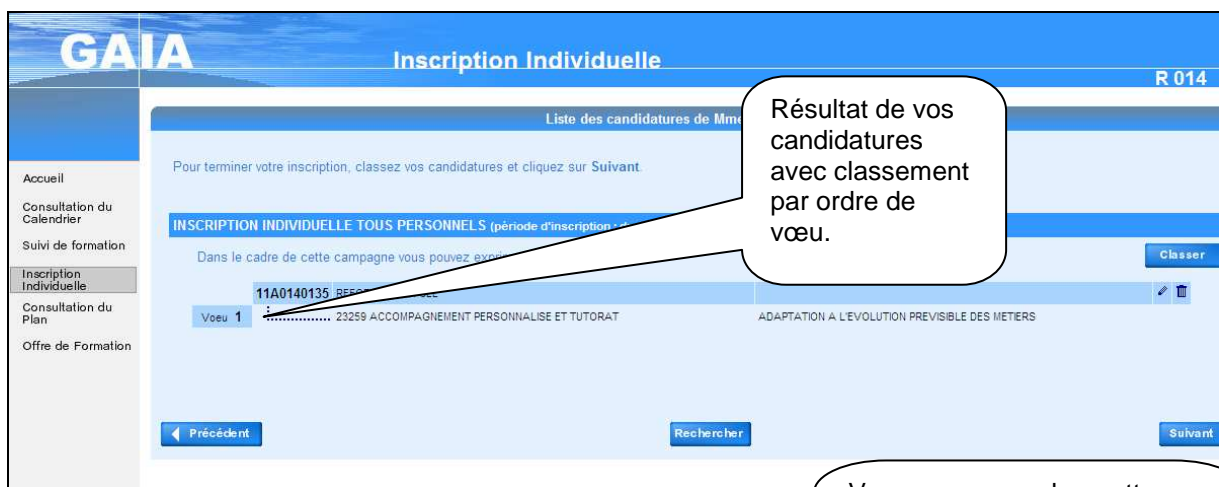 GAIA
Inscription Individuelle
R 014
Liste des candidatures de Mme
Résultat de vos
candidatures
avec classement
par ordre de
vœu.
Pour terminer votre inscription, classez vos candidatures et cliquez sur Suivant.
Accueil
Consultation du
Calendrier
Suivi de formation
Inscription
Individuelle
Consultation du
Plan
Offre de Formation
INSCRIPTION INDIVIDUELLE TOUS PERSONNELS (période d'inscription :
Dans le cadre de cette campagne vous pouvez
Classer
11A0140135
Voeu 1 23259 ACCOMPAGNEMENT PERSONNALISE ET TUTORAT ADAPTATION A L'EVOLUTION PREVISIBLE DES METIERS
Précédent
Rechercher
Suivant